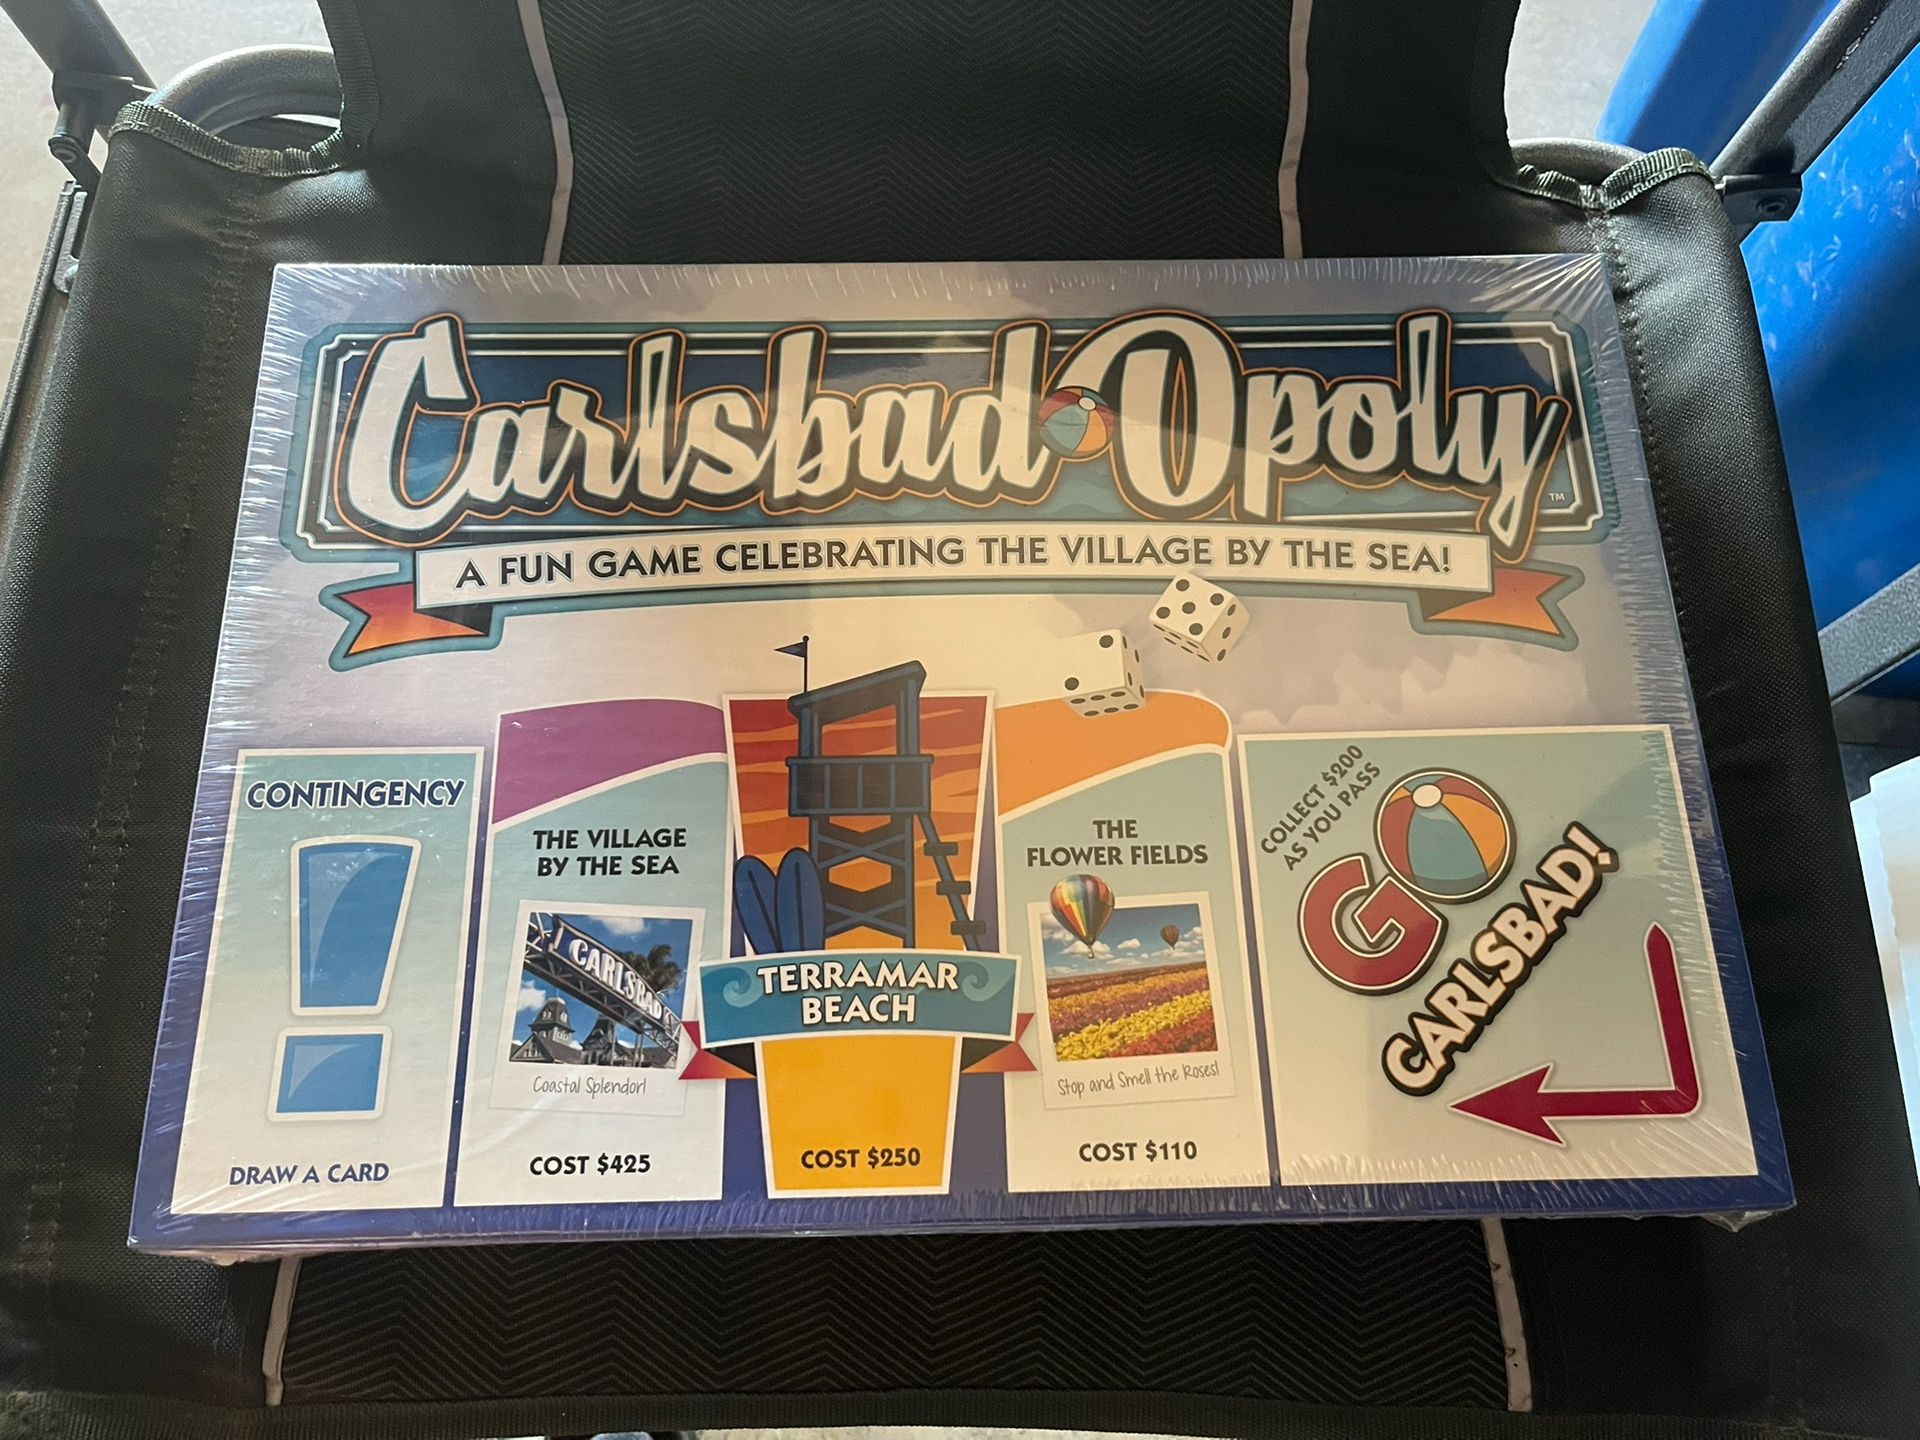 Carlsbad Opoly
TM
A FUN GAME CELEBRATING THE VILLAGE BY THE SEA!
CONTINGENCY
!
DRAW A CARD
THE VILLAGE
BY THE SEA
CARLSBAD
Coastal Splendor!
COST $425
TERRAMAR
BEACH
COST $250
THE
FLOWER FIELDS
Stop and Smell the Roses!
COST $110
COLLECT $200
AS YOU PASS
GO
CARLSBAD!